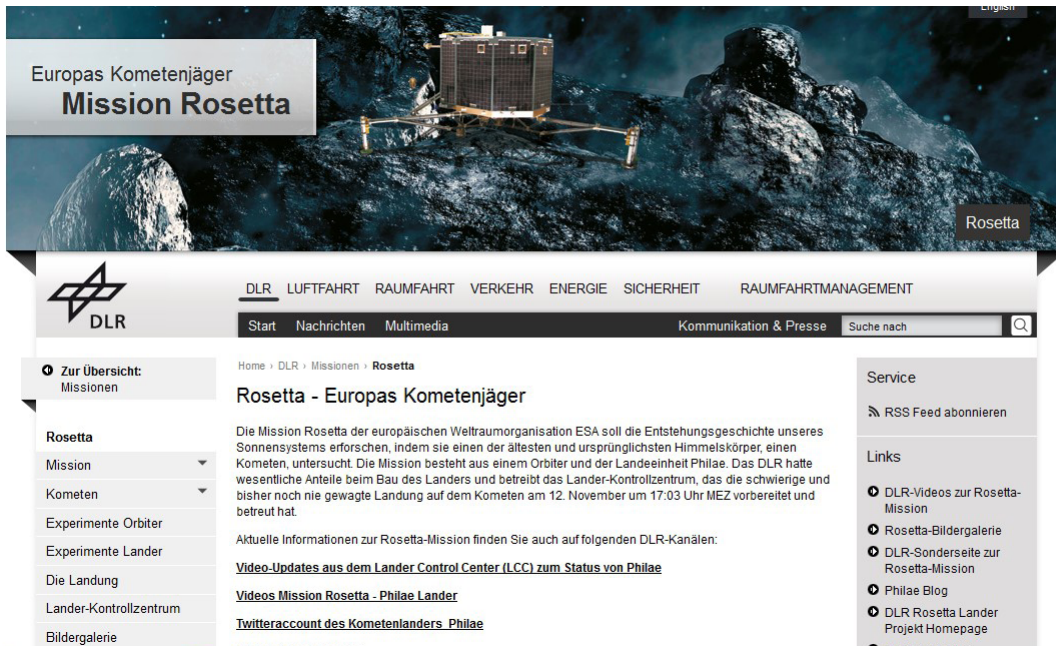 English
Europas Kometenjäger
Mission Rosetta
Rosetta
DLR
DLR LUFTFAHRT RAUMFAHRT VERKEHR ENERGIE SICHERHEIT RAUMFAHRTMANAGEMENT
Start Nachrichten Multimedia Kommunikation & Presse Suche nach
Zur Übersicht:
Missionen
Rosetta
Mission
Kometen
Experimente Orbiter
Experimente Lander
Die Landung
Lander-Kontrollzentrum
Bildergalerie
Home › DLR › Missionen › Rosetta
Rosetta - Europas Kometenjäger
Die Mission Rosetta der europäischen Weltraumorganisation ESA soll die Entstehungsgeschichte unseres
Sonnensystems erforschen, indem sie einen der ältesten und ursprünglichsten Himmelskörper, einen
Kometen, untersucht. Die Mission besteht aus einem Orbiter und der Landeeinheit Philae. Das DLR hatte
wesentliche Anteile beim Bau des Landers und betreibt das Lander-Kontrollzentrum, das die schwierige und
bisher noch nie gewagte Landung auf dem Kometen am 12. November um 17:03 Uhr MEZ vorbereitet und
betreut hat.
Aktuelle Informationen zur Rosetta-Mission finden Sie auch auf folgenden DLR-Kanälen:
Video-Updates aus dem Lander Control Center (LCC) zum Status von Philae
Videos Mission Rosetta - Philae Lander
Twitteraccount des Kometenlanders Philae
Service
RSS Feed abonnieren
Links
DLR-Videos zur Rosetta-
Mission
Rosetta-Bildergalerie
DLR-Sonderseite zur
Rosetta-Mission
Philae Blog
DLR Rosetta Lander
Projekt Homepage